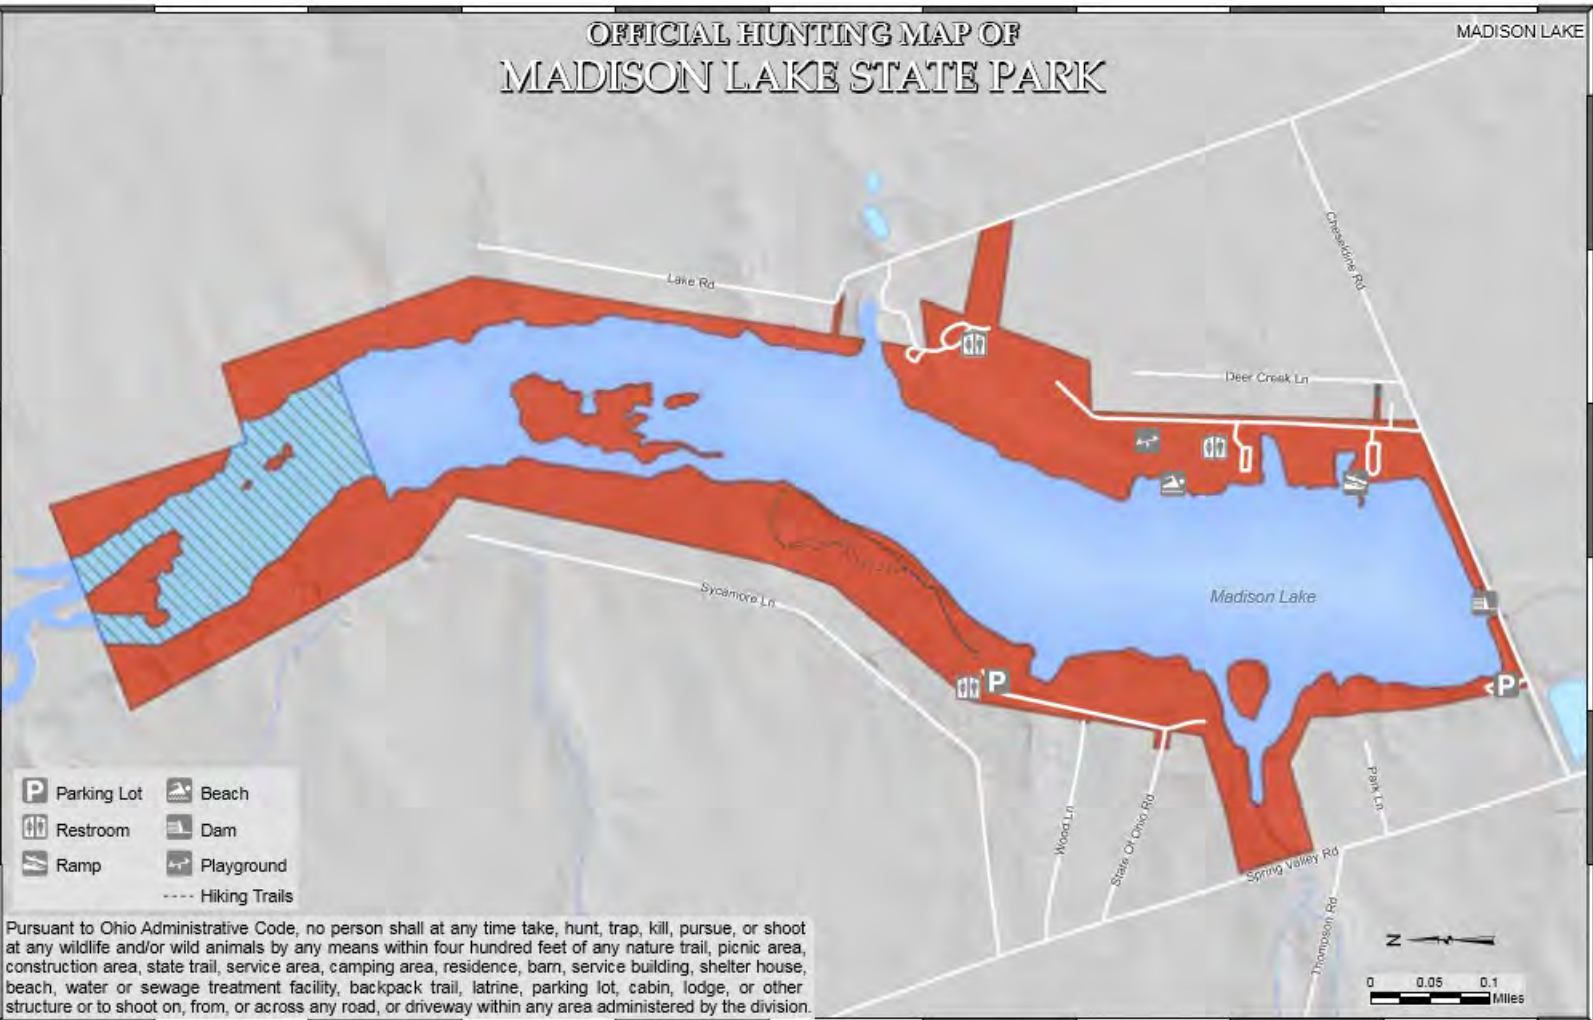 OFFICIAL HUNTING MAP OF
MADISON LAKE STATE PARK
MADISON LAKE
Cheseldine Rd
Lake Rd
Deer Creek Ln
Sycamore Ln
Madison Lake
P
P
Wood Ln
State Of Ohio Rd
Park Ln
Spring Valley Rd
Thompson Rd
P Parking Lot
Beach
Restroom
Dam
Ramp
Playground
Hiking Trails
Pursuant to Ohio Administrative Code, no person shall at any time take, hunt, trap, kill, pursue, or shoot
at any wildlife and/or wild animals by any means within four hundred feet of any nature trail, picnic area,
construction area, state trail, service area, camping area, residence, barn, service building, shelter house,
beach, water or sewage treatment facility, backpack trail, latrine, parking lot, cabin, lodge, or other
structure or to shoot on, from, or across any road, or driveway within any area administered by the division.
N
0 0.05 0.1
Miles